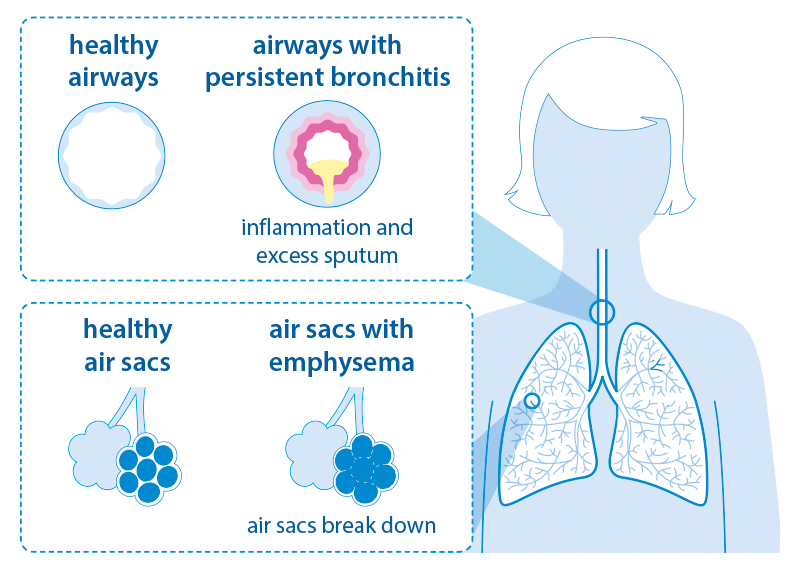 healthy
airways
airways with
persistent bronchitis
inflammation and
excess sputum
healthy
air sacs
air sacs with
emphysema
air sacs break down